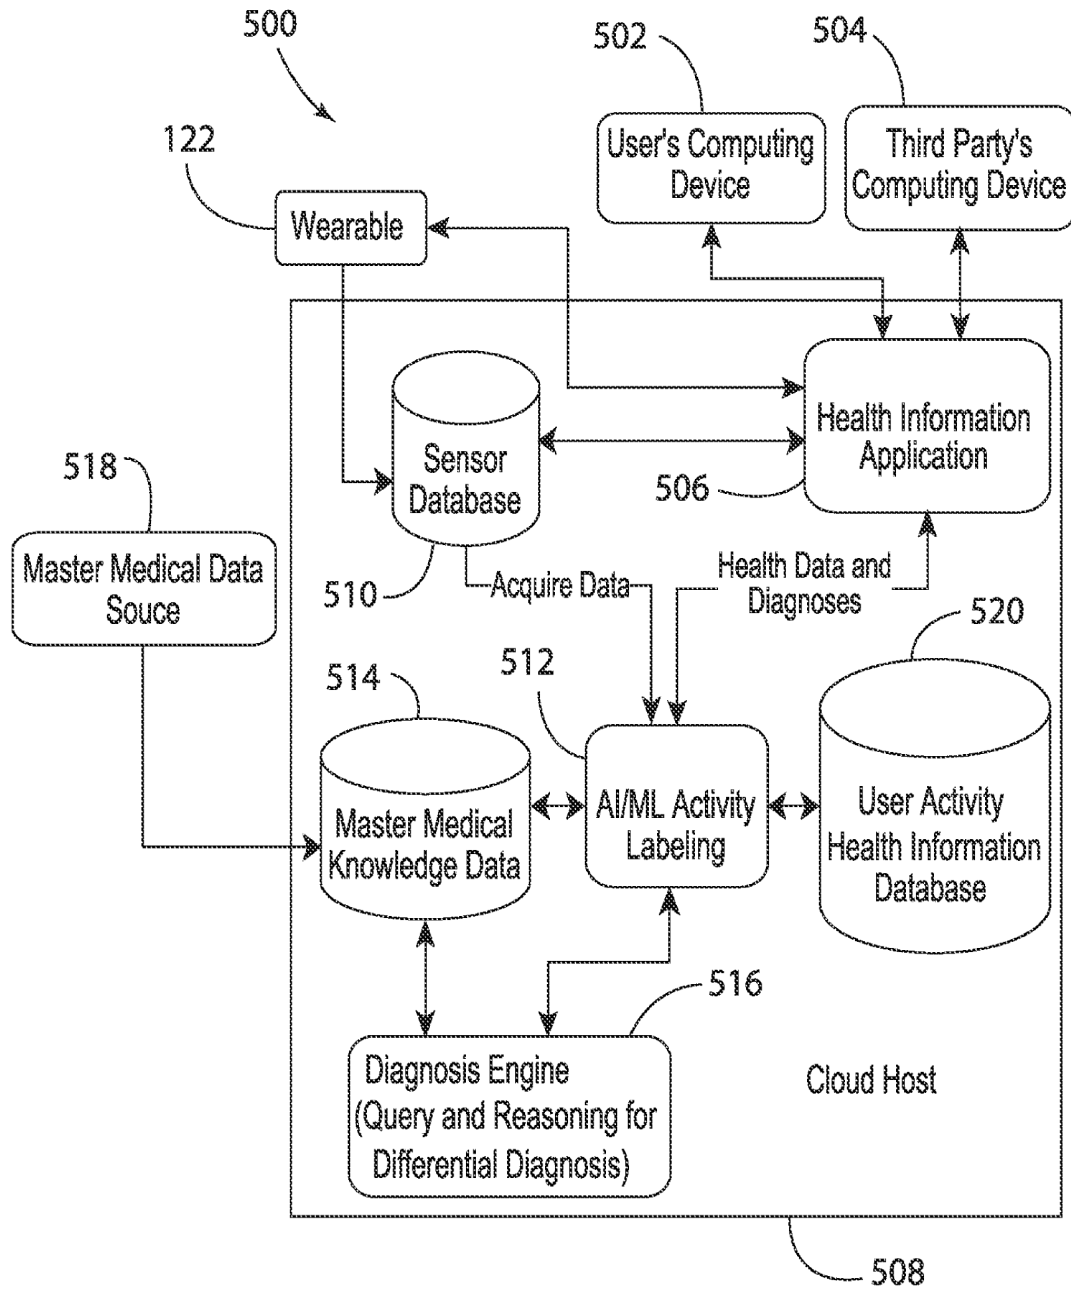 500
502
504
122
User's Computing
Device
Third Party's
Computing Device
Wearable
Sensor
Database
Health Information
Application
518
506
Master Medical Data
Souce
510
Acquire Data
Health Data and
Diagnoses
520
514
512
Master Medical
Knowledge Data
AI/ML Activity
Labeling
User Activity
Health Information
Database
516
Diagnosis Engine
(Query and Reasoning for
Differential Diagnosis)
Cloud Host
508